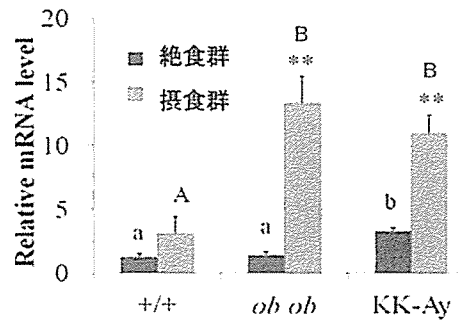 Relative mRNA level
20
15
10
5
0
絶食群
摂食群
a
A
a
B
**
b
B
**
+/+
ob ob
KK-Ay